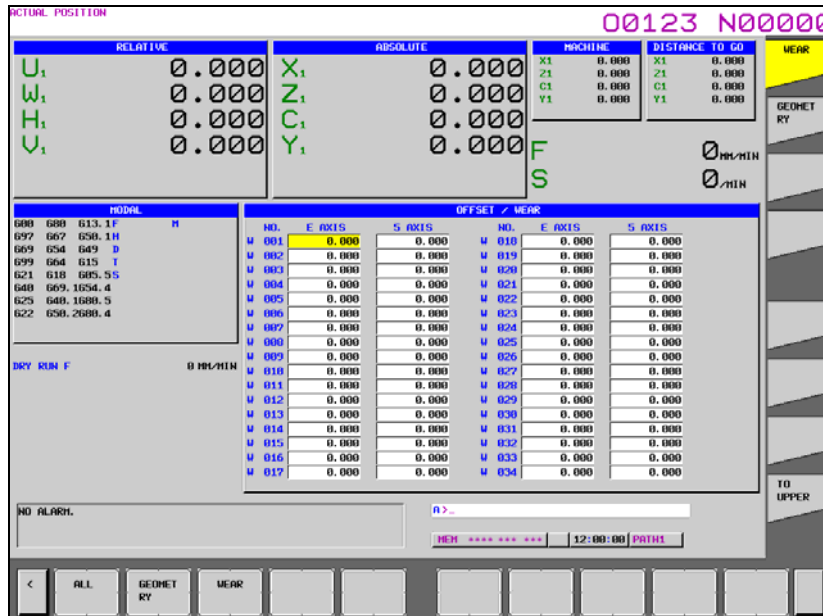 ACTUAL POSITION
O0123 N00000
RELATIVE
U1 0.000
W1 0.000
H1 0.000
V1 0.000
ABSOLUTE
X1 0.000
Z1 0.000
C1 0.000
Y1 0.000
MACHINE
X1 0.000
Z1 0.000
C1 0.000
Y1 0.000
DISTANCE TO GO
X1 0.000
Z1 0.000
C1 0.000
Y1 0.000
F 0 MM/MIN
S 0 /MIN
WEAR
GEOMET
RY
TO
UPPER
MODAL
G00 G80 G13.1 F M
G97 G67 G50.1 H
G69 G54 G49 D
G99 G64 G15 T
G21 G18 G05.5 S
G40 G69.1 G54.4
G25 G40.1 G80.5
G22 G50.2 G80.4
DRY RUN F 0 MM/MIN
OFFSET / WEAR
NO. E AXIS S AXIS NO. E AXIS S AXIS
W 001 0.000 0.000 W 018 0.000 0.000
W 002 0.000 0.000 W 019 0.000 0.000
W 003 0.000 0.000 W 020 0.000 0.000
W 004 0.000 0.000 W 021 0.000 0.000
W 005 0.000 0.000 W 022 0.000 0.000
W 006 0.000 0.000 W 023 0.000 0.000
W 007 0.000 0.000 W 024 0.000 0.000
W 008 0.000 0.000 W 025 0.000 0.000
W 009 0.000 0.000 W 026 0.000 0.000
W 010 0.000 0.000 W 027 0.000 0.000
W 011 0.000 0.000 W 028 0.000 0.000
W 012 0.000 0.000 W 029 0.000 0.000
W 013 0.000 0.000 W 030 0.000 0.000
W 014 0.000 0.000 W 031 0.000 0.000
W 015 0.000 0.000 W 032 0.000 0.000
W 016 0.000 0.000 W 033 0.000 0.000
W 017 0.000 0.000 W 034 0.000 0.000
NO ALARM.
A>_
MEM **** *** *** 12:00:00 PATH1
< ALL GEOMET WEAR
RY